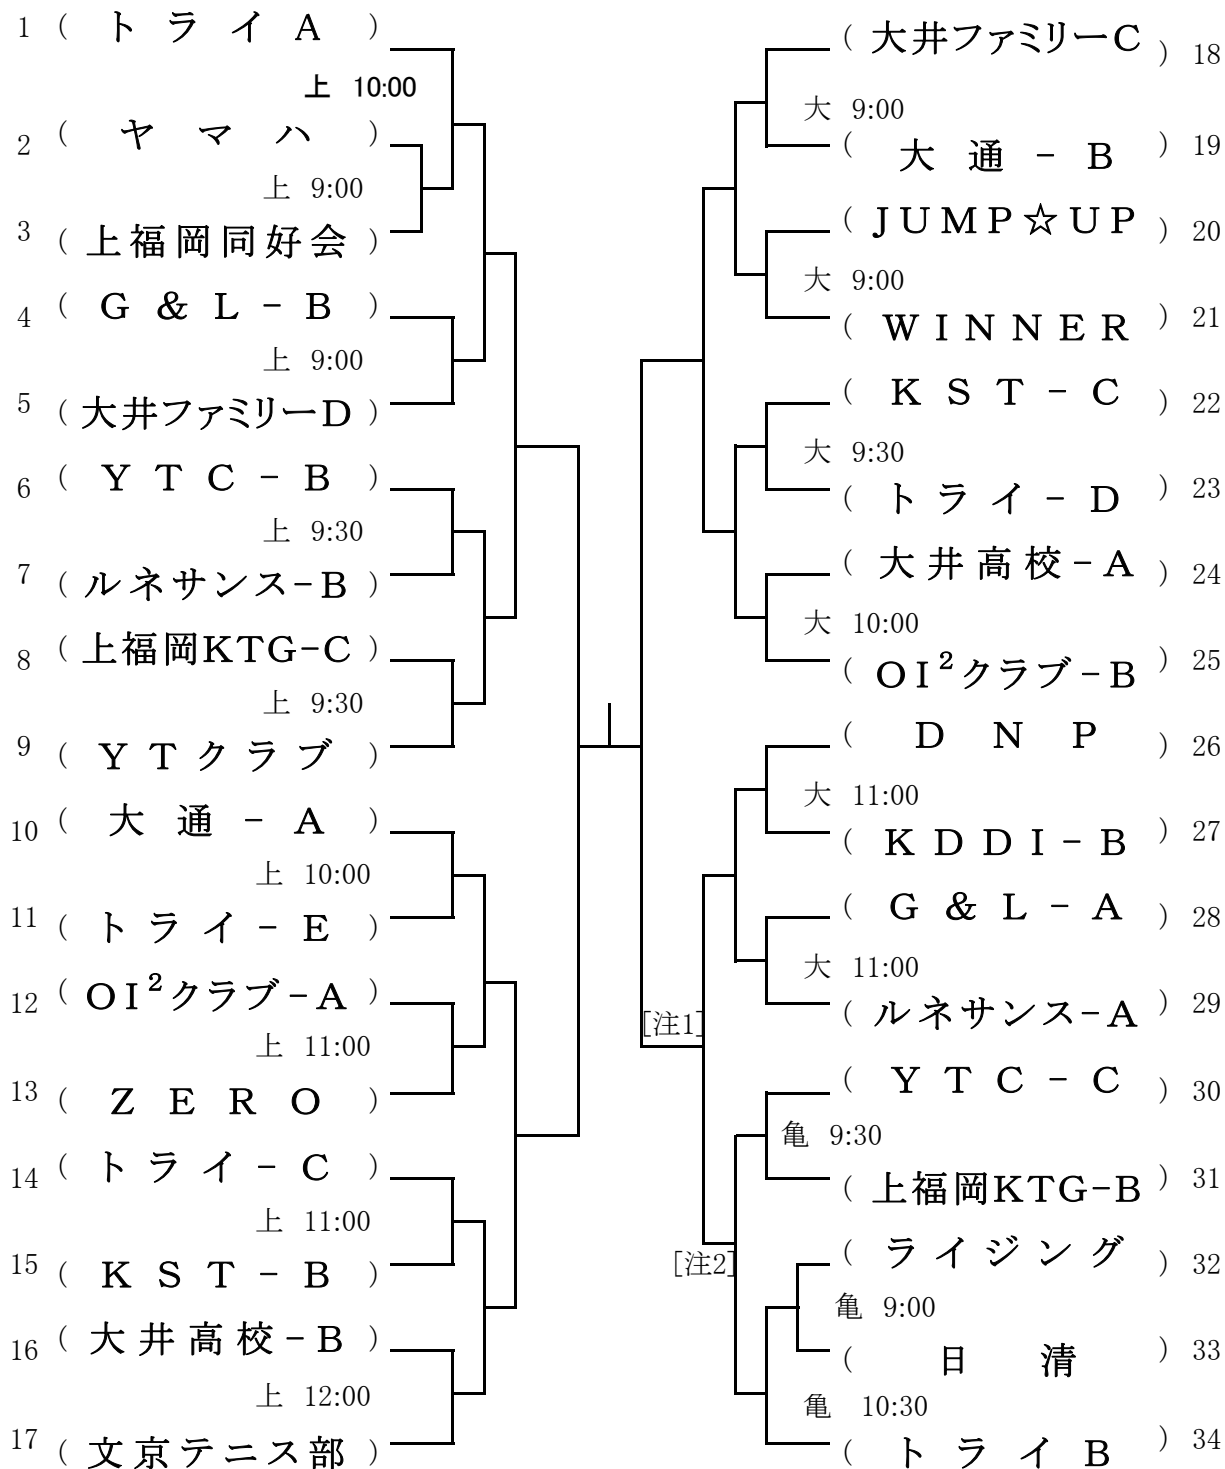 1 ( トライA )
上 10:00
2 ( ヤマハ )
上 9:00
3 ( 上福岡同好会 )
4 ( G&L-B )
上 9:00
5 ( 大井ファミリーD )
6 ( YTC-B )
上 9:30
7 ( ルネサンス-B )
8 ( 上福岡KTG-C )
上 9:30
9 ( YTクラブ )
10 ( 大通-A )
上 10:00
11 ( トライ-E )
12 ( OI²クラブ-A )
上 11:00
13 ( ZERO )
14 ( トライ-C )
上 11:00
15 ( KST-B )
16 ( 大井高校-B )
上 12:00
17 ( 文京テニス部 )
( 大井ファミリーC ) 18
大 9:00
( 大通-B ) 19
( JUMP☆UP ) 20
大 9:00
( WINNER ) 21
( KST-C ) 22
大 9:30
( トライ-D ) 23
( 大井高校-A ) 24
大 10:00
( OI²クラブ-B ) 25
( DNP ) 26
大 11:00
( KDDI-B ) 27
( G&L-A ) 28
大 11:00
( ルネサンス-A ) 29
[注1]
( YTC-C ) 30
亀 9:30
( 上福岡KTG-B ) 31
[注2]
( ライジング ) 32
亀 9:00
( 日清 ) 33
亀 10:30
( トライB ) 34